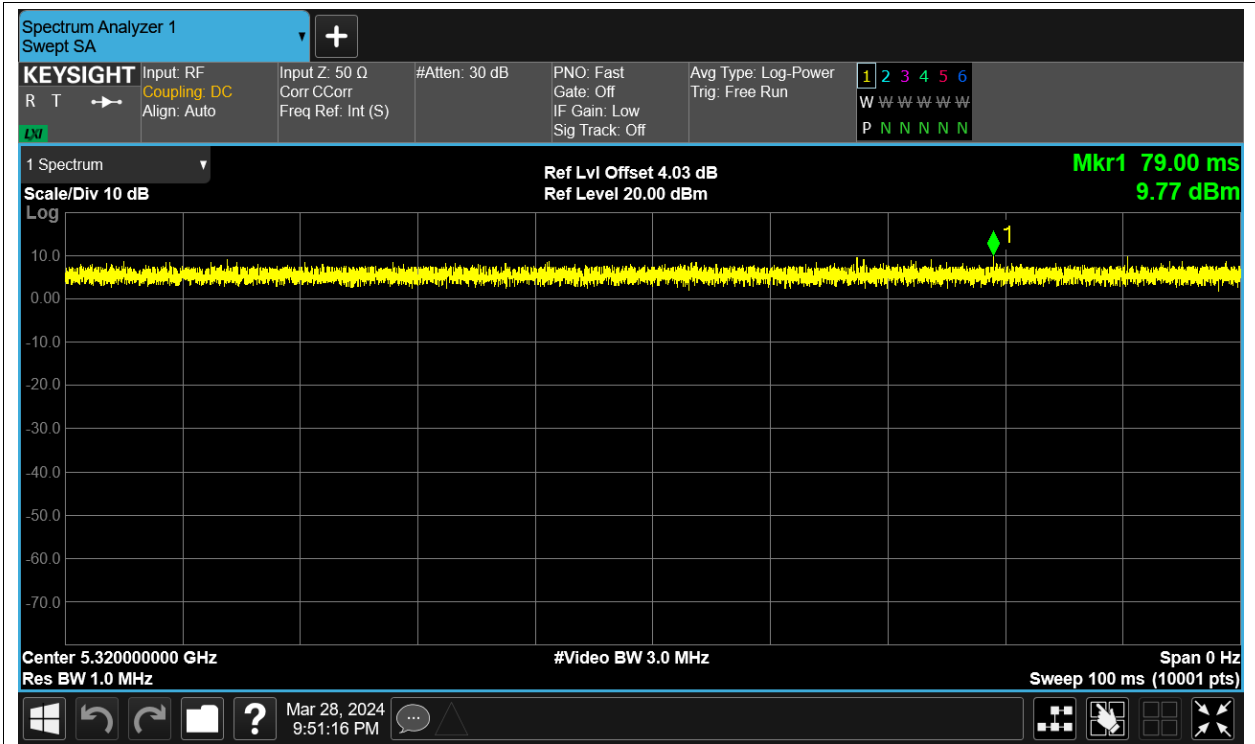 Spectrum Analyzer 1
Swept SA
KEYSIGHT
R T
LXI
Input: RF
Coupling: DC
Align: Auto
Input Z: 50 Ω
Corr CCorr
Freq Ref: Int (S)
#Atten: 30 dB
PNO: Fast
Gate: Off
IF Gain: Low
Sig Track: Off
Avg Type: Log-Power
Trig: Free Run
1 2 3 4 5 6
W W W W W W
P N N N N N
1 Spectrum
Scale/Div 10 dB
Log
Ref Lvl Offset 4.03 dB
Ref Level 20.00 dBm
Mkr1 79.00 ms
9.77 dBm
1
10.0
0.00
-10.0
-20.0
-30.0
-40.0
-50.0
-60.0
-70.0
Center 5.320000000 GHz
Res BW 1.0 MHz
#Video BW 3.0 MHz
Span 0 Hz
Sweep 100 ms (10001 pts)
?
Mar 28, 2024
9:51:16 PM